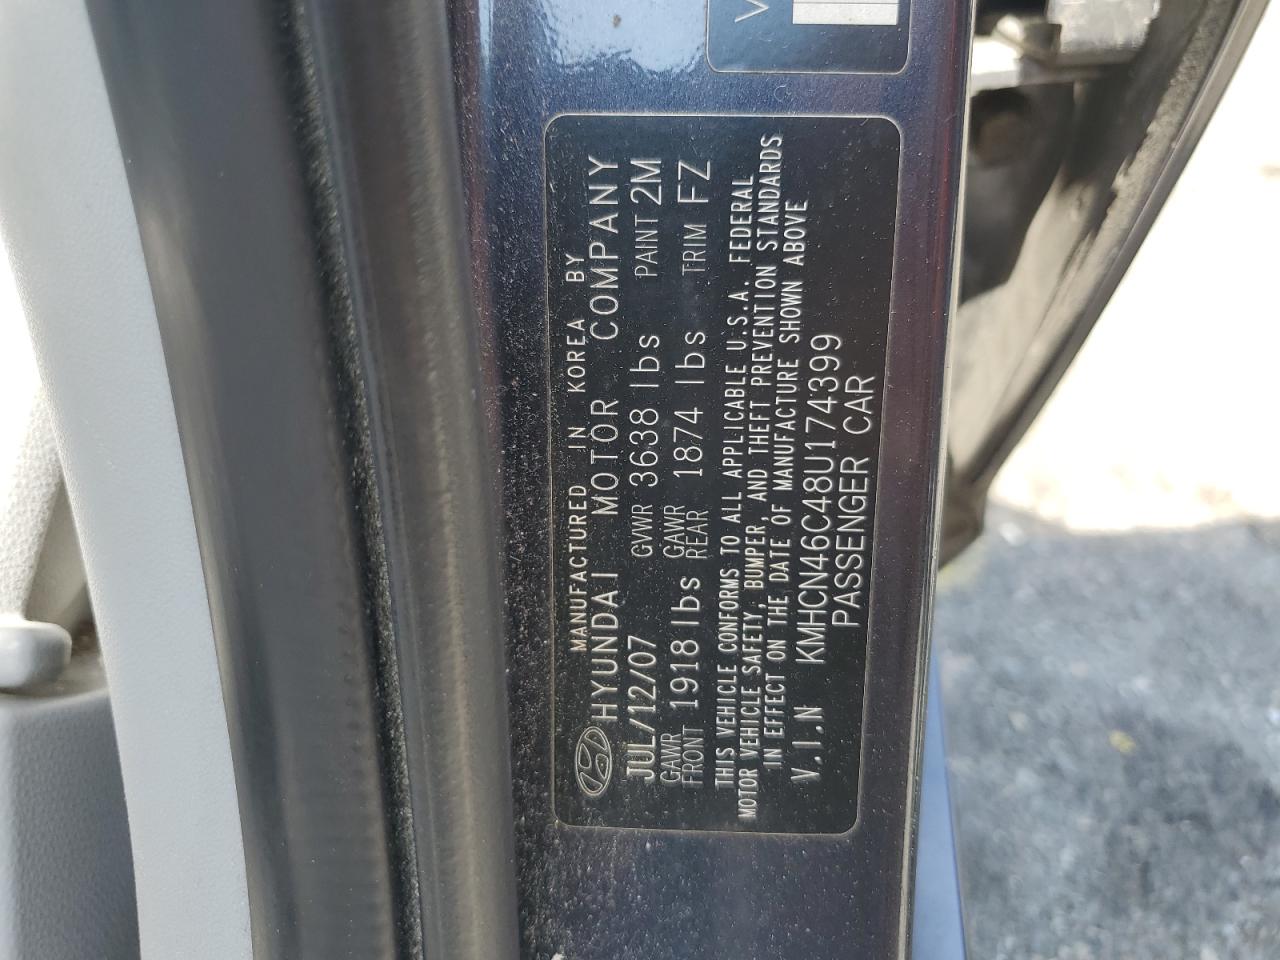 V
MANUFACTURED IN KOREA BY
HYUNDAI MOTOR COMPANY
JUL/12/07 GVWR 3638 lbs PAINT 2M
GAWR FRONT 1918 lbs GAWR REAR 1874 lbs TRIM FZ
THIS VEHICLE CONFORMS TO ALL APPLICABLE U.S.A. FEDERAL
MOTOR VEHICLE SAFETY, BUMPER, AND THEFT PREVENTION STANDARDS
IN EFFECT ON THE DATE OF MANUFACTURE SHOWN ABOVE
V.I.N KMHCN46C48U174399
PASSENGER CAR